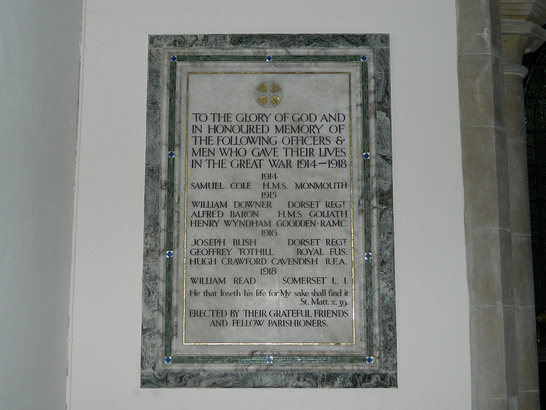 TO THE GLORY OF GOD AND
IN HONOURED MEMORY OF
THE FOLLOWING OFFICERS &
MEN WHO GAVE THEIR LIVES
IN THE GREAT WAR 1914-1918
1914
SAMUEL COLE H.M.S. MONMOUTH
1915
WILLIAM DOWNER DORSET REGT
ALFRED BARON H.M.S. GOLIATH
HENRY WYNDHAM GOODDEN R.A.M.C.
1916
JOSEPH BUSH DORSET REGT
GEOFFREY TOTHILL ROYAL FUS.
HUGH CRAWFORD CAVENDISH R.F.A.
1918
WILLIAM READ SOMERSET L. I.
He that loseth his life for My sake shall find it
St. Matt. x. 39.
ERECTED BY THEIR GRATEFUL FRIENDS
AND FELLOW PARISHIONERS.